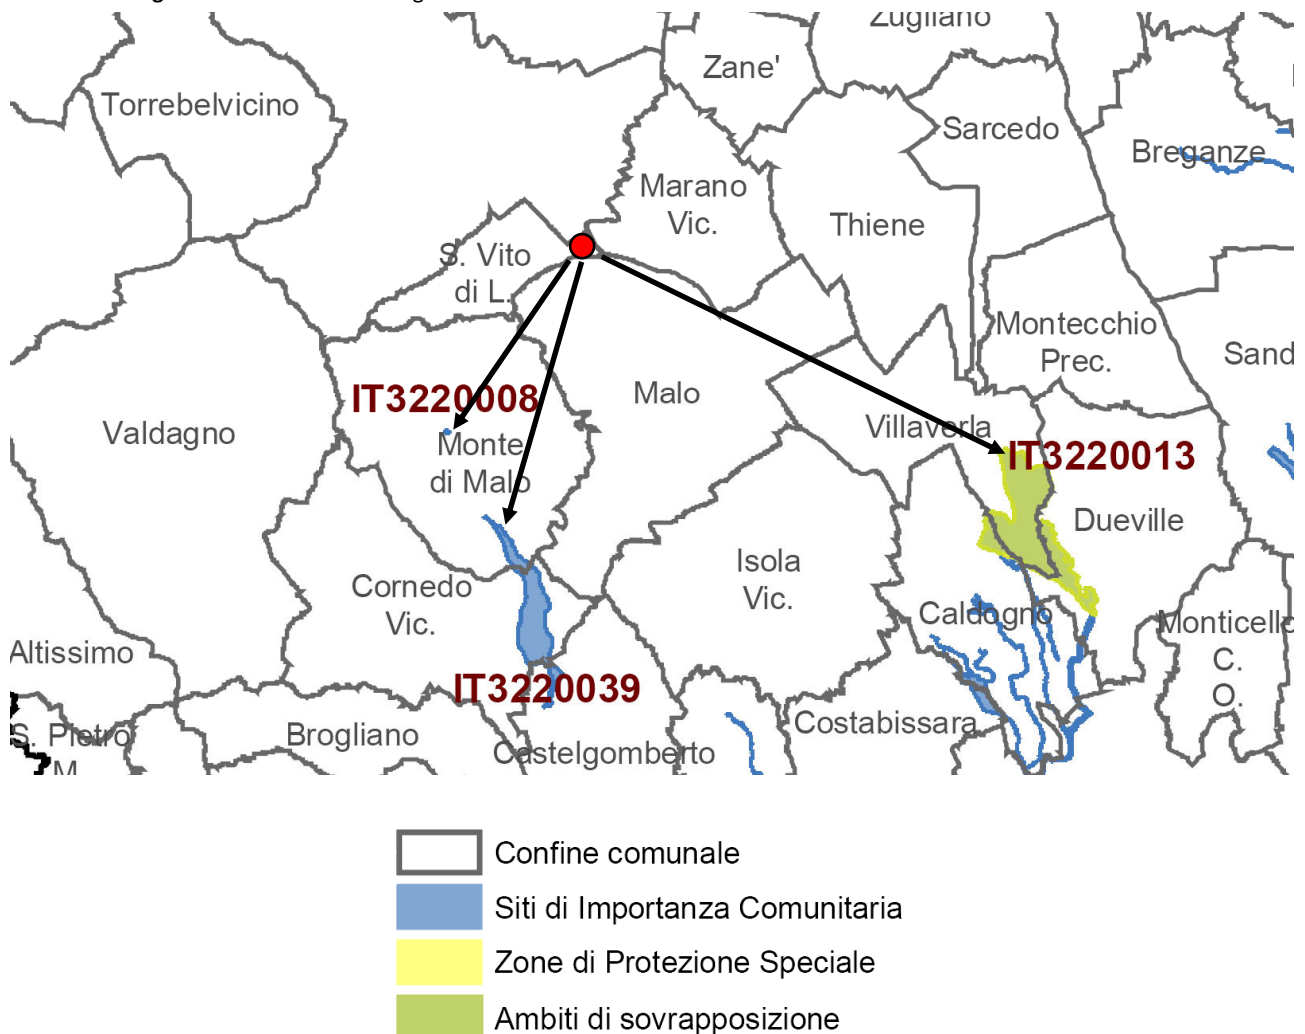 Zugliano
Zane'
Torrebelvicino
Sarcedo
Breganze
Marano
Vic.
Thiene
S. Vito
di L.
Montecchio
Prec.
Sand
IT3220008
Malo
Valdagno
Villaverla
Monte
di Malo
IT3220013
Dueville
Isola
Vic.
Cornedo
Vic.
Caldogno
Monticello
C.
O.
Altissimo
IT3220039
Costabissara
S. Pietro
M.
Brogliano
Castelgomberto
Confine comunale
Siti di Importanza Comunitaria
Zone di Protezione Speciale
Ambiti di sovrapposizione